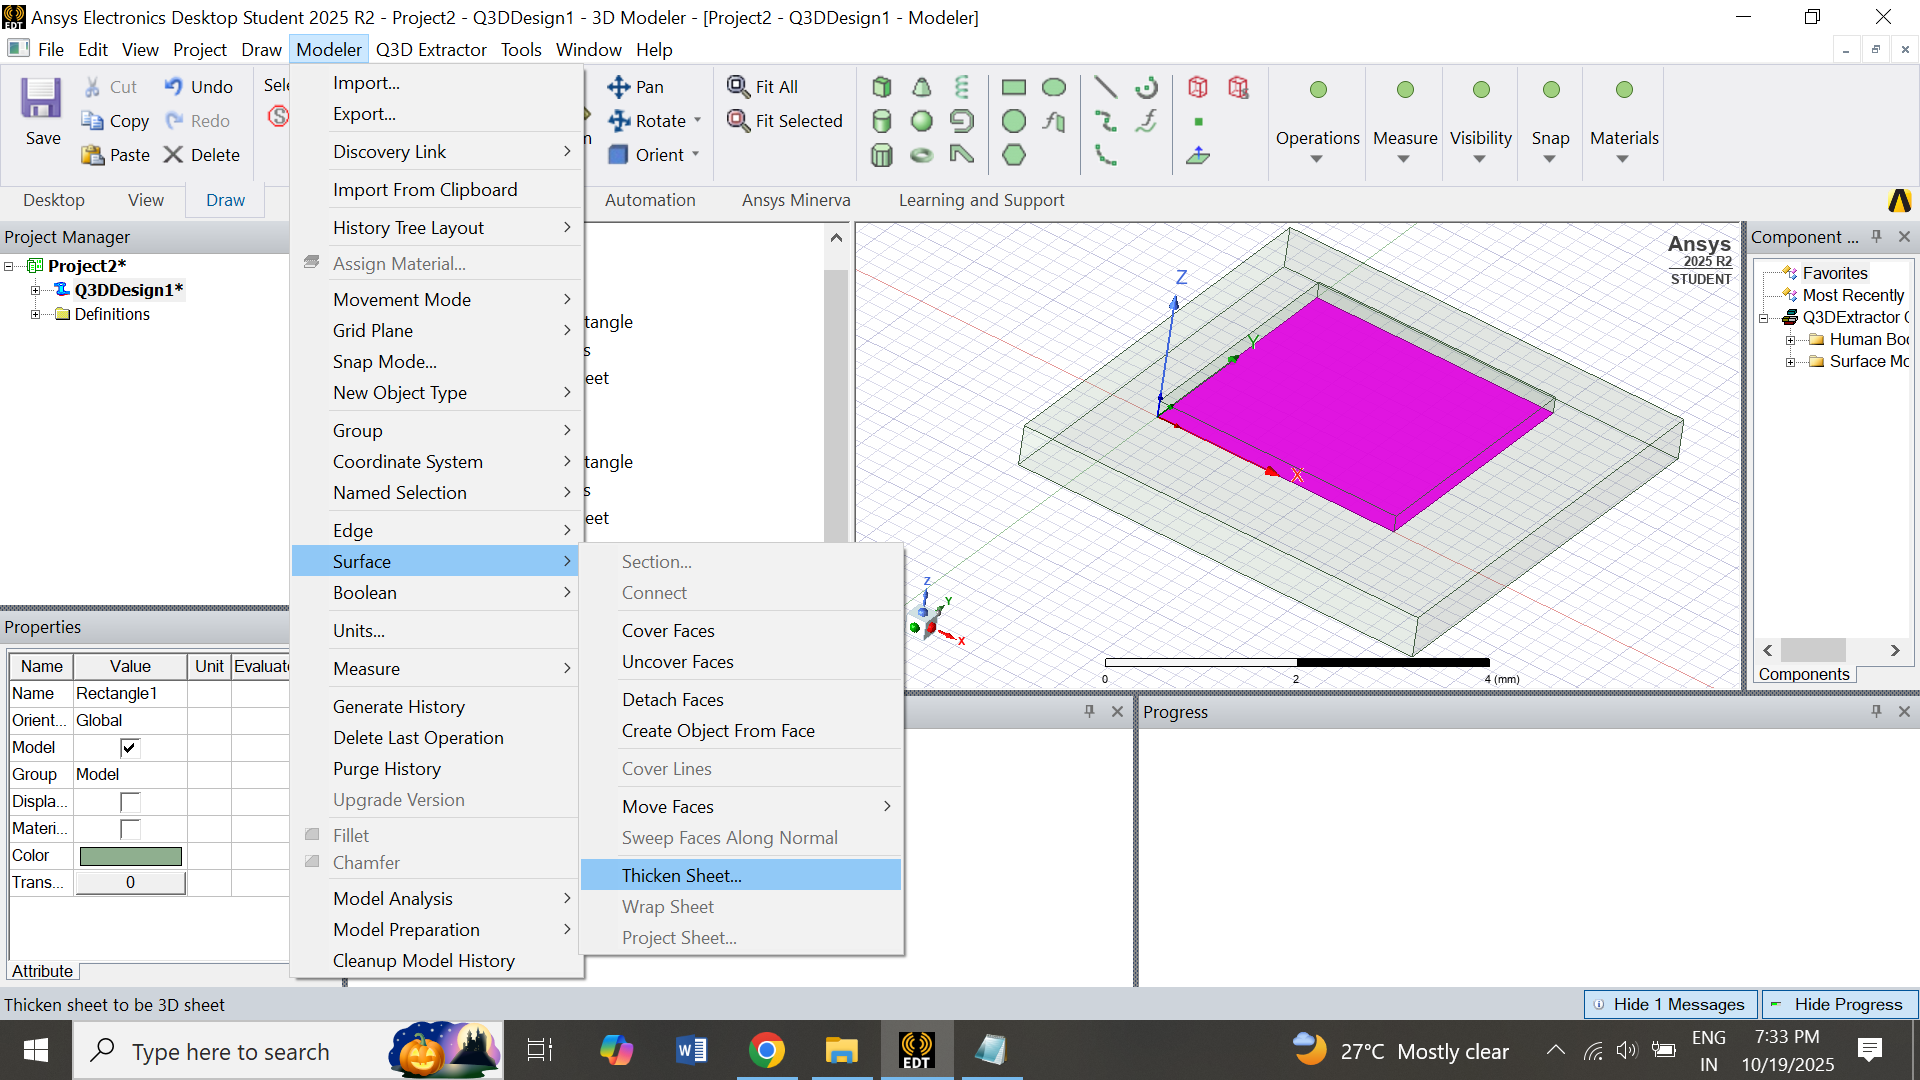 Ansys Electronics Desktop Student 2025 R2 - Project2 - Q3DDesign1 - 3D Modeler - [Project2 - Q3DDesign1 - Modeler]
File Edit View Project Draw Modeler Q3D Extractor Tools Window Help
Save
Cut
Copy
Paste
Undo
Redo
Delete
Sele
Pan
Rotate
Orient
Fit All
Fit Selected
Operations
Measure
Visibility
Snap
Materials
Desktop View Draw Automation Ansys Minerva Learning and Support
Project Manager
Project2*
Q3DDesign1*
Definitions
Import...
Export...
Discovery Link
Import From Clipboard
History Tree Layout
Assign Material...
Movement Mode
Grid Plane
Snap Mode...
New Object Type
Group
Coordinate System
Named Selection
Edge
Surface
Boolean
Units...
Measure
Generate History
Delete Last Operation
Purge History
Upgrade Version
Fillet
Chamfer
Model Analysis
Model Preparation
Cleanup Model History
Section...
Connect
Cover Faces
Uncover Faces
Detach Faces
Create Object From Face
Cover Lines
Move Faces
Sweep Faces Along Normal
Thicken Sheet...
Wrap Sheet
Project Sheet...
tangle
s
eet
tangle
s
eet
Ansys
2025 R2
STUDENT
Z
Y
X
Z
Y
X
0 2 4 (mm)
Component ...
Favorites
Most Recently
Q3DExtractor
Human Bo
Surface Mo
Components
Properties
Name Value Unit Evaluate
Name Rectangle1
Orient... Global
Model
Group Model
Displa...
Materi...
Color
Trans... 0
Attribute
Progress
Thicken sheet to be 3D sheet
Hide 1 Messages
Hide Progress
Type here to search
EDT
27°C Mostly clear
ENG
IN
7:33 PM
10/19/2025